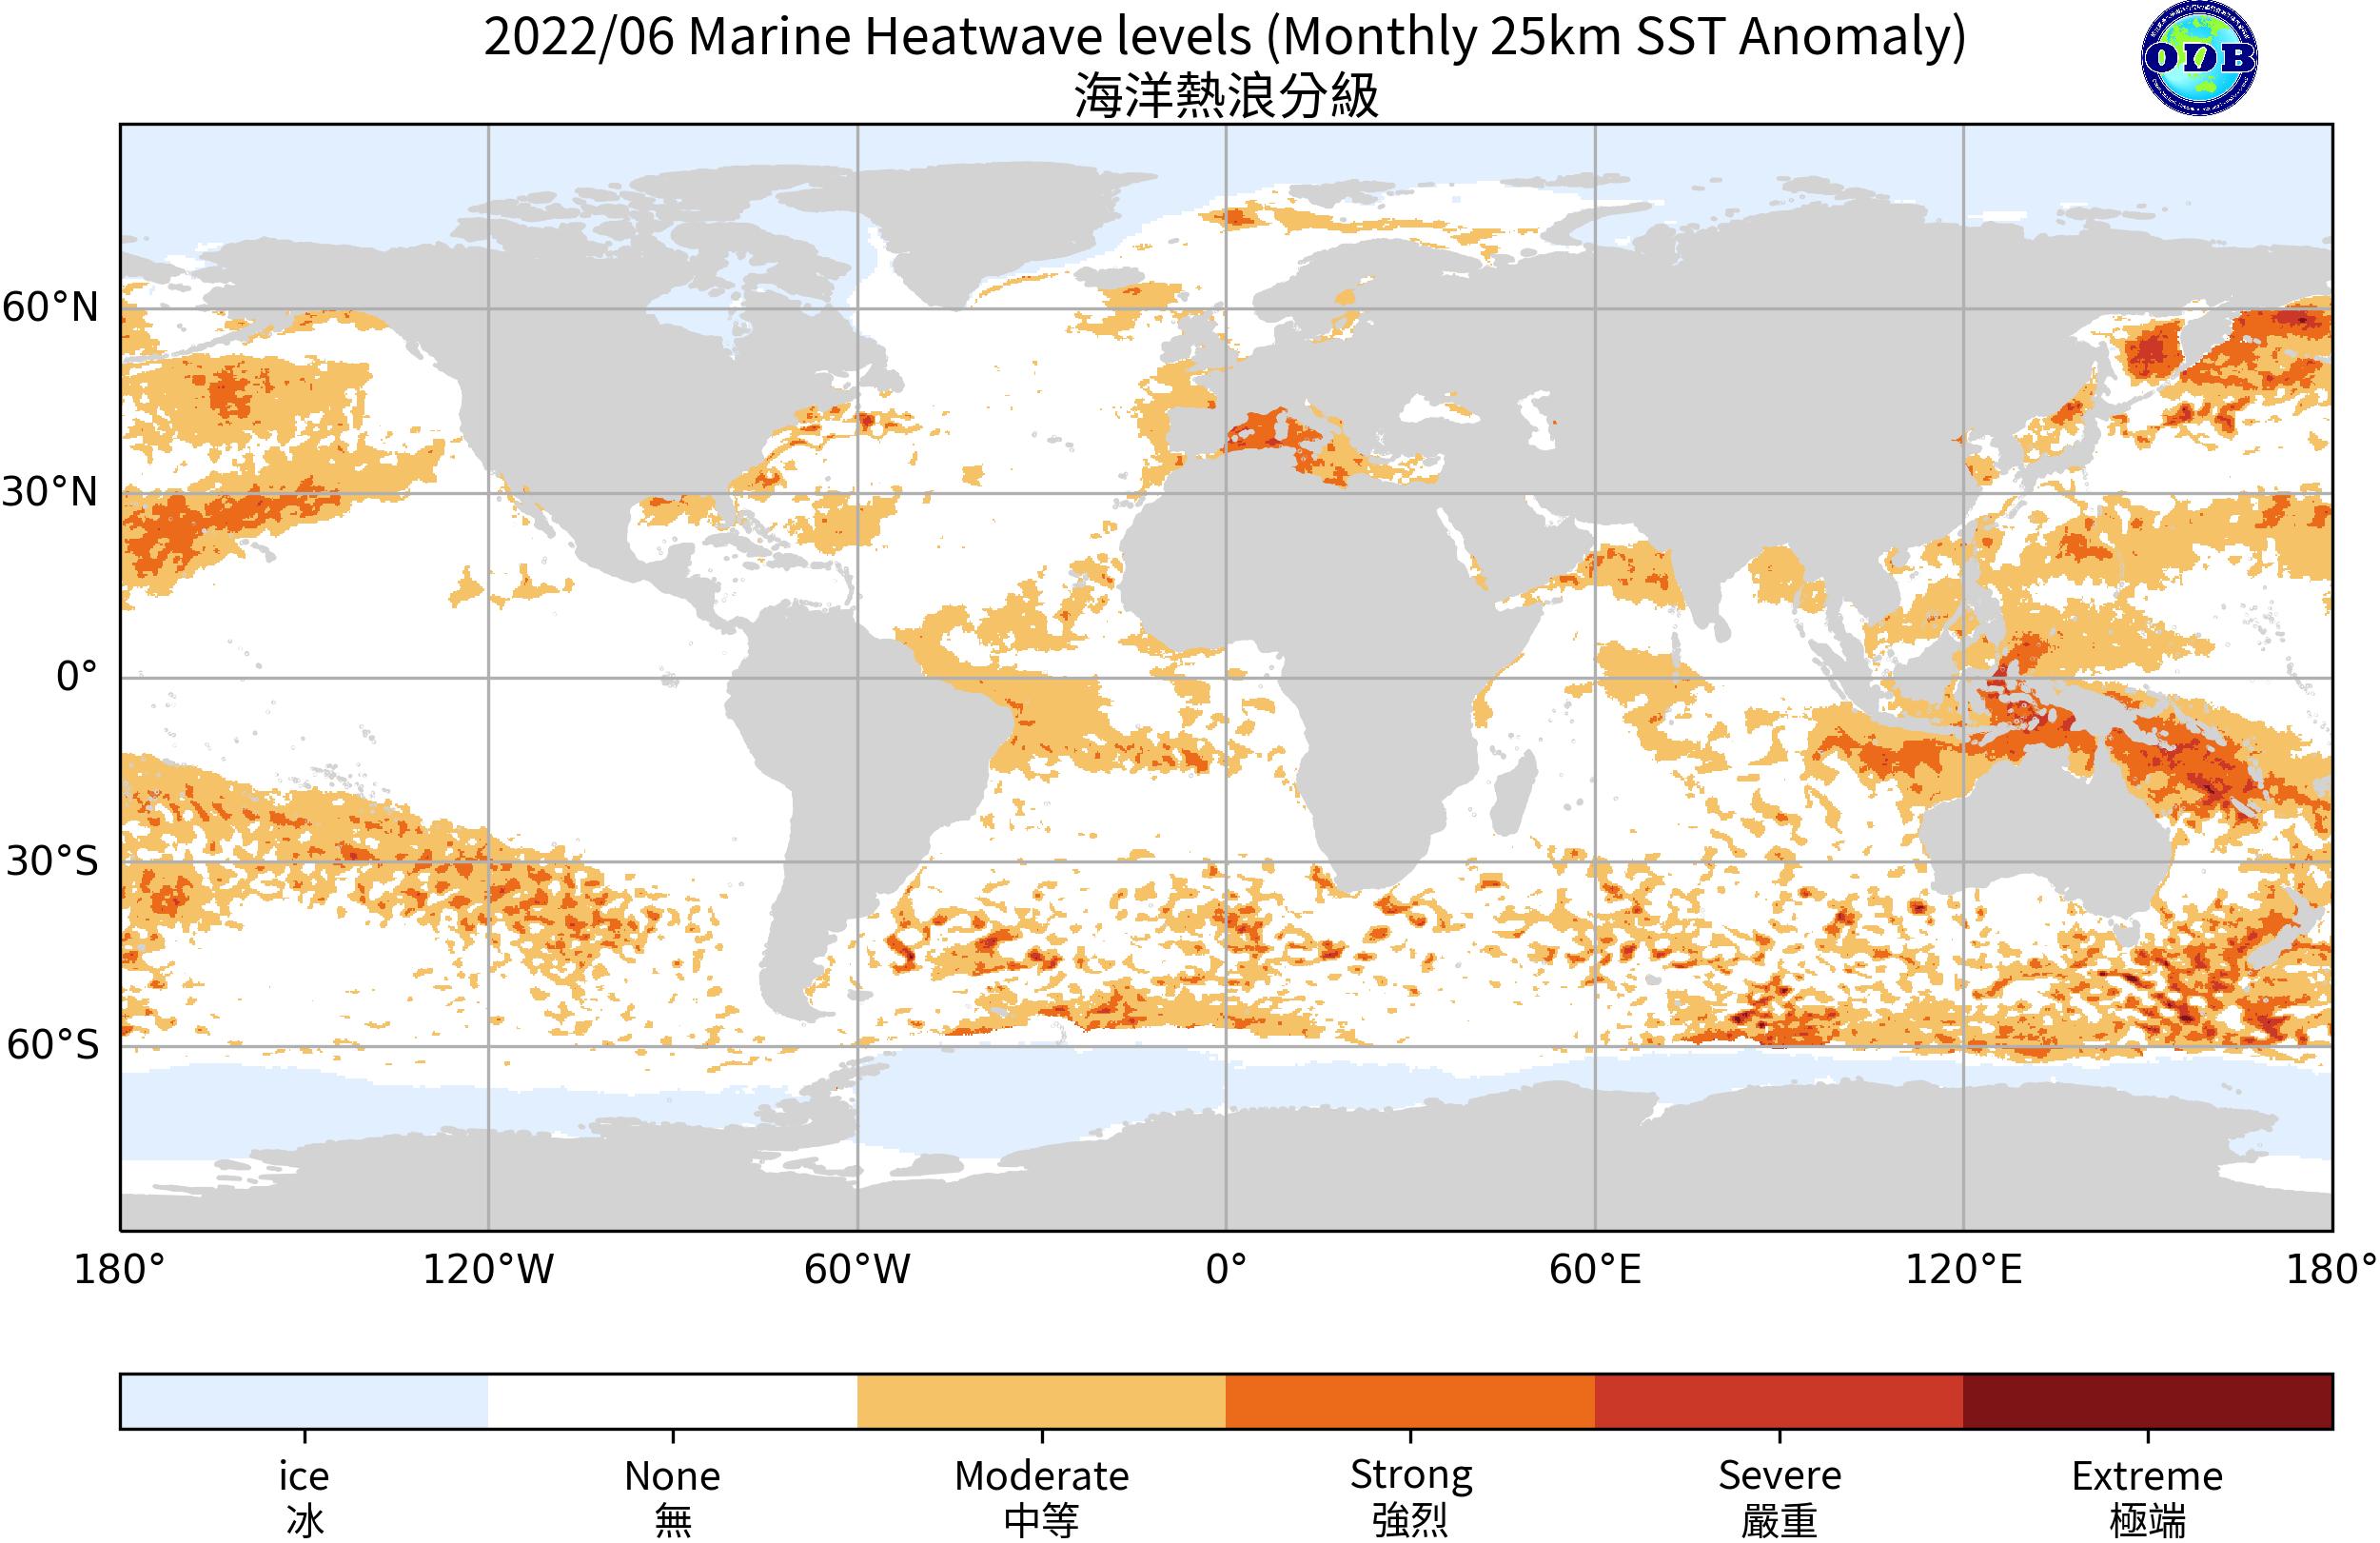 2022/06 Marine Heatwave levels (Monthly 25km SST Anomaly)
海洋熱浪分級
ODB
60°N
30°N
0°
30°S
60°S
180°
120°W
60°W
0°
60°E
120°E
180°
ice
None
Moderate
Strong
Severe
Extreme
冰
無
中等
強烈
嚴重
極端